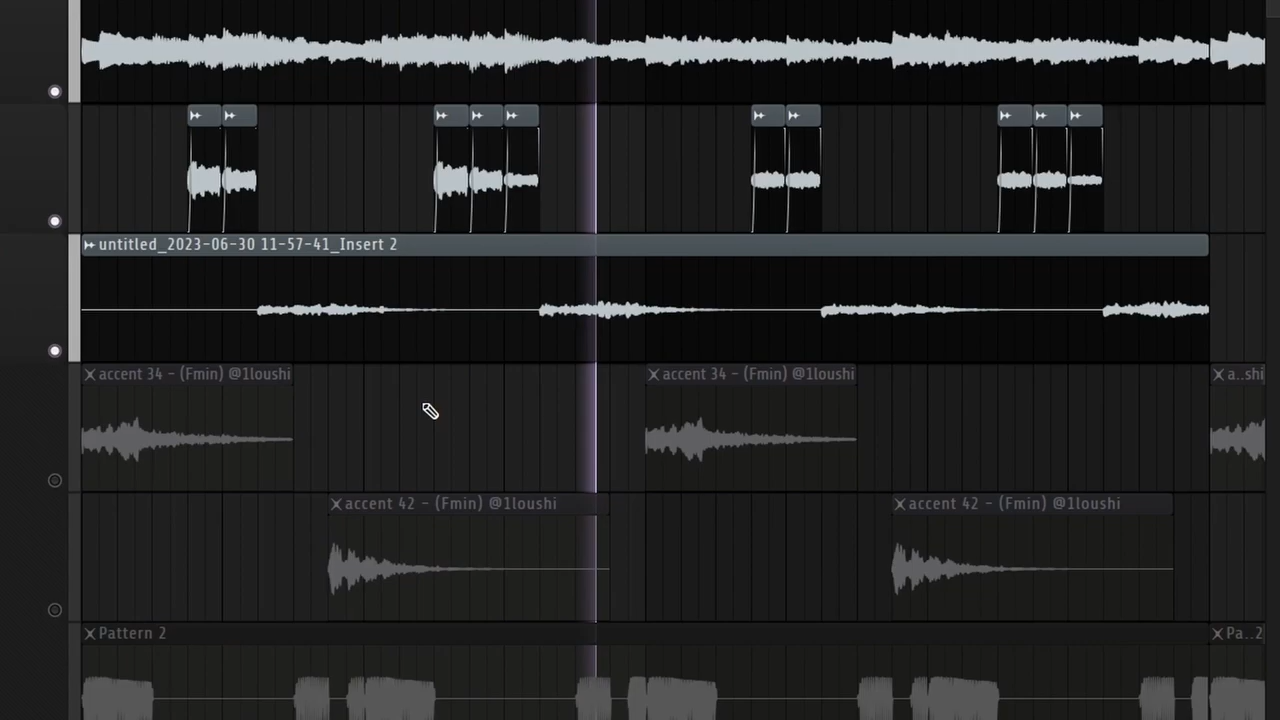 untitled_2023-06-30 11-57-41_Insert 2
accent 34 - (Fmin) @1loushi
accent 34 - (Fmin) @1loushi
a..shi
accent 42 - (Fmin) @1loushi
accent 42 - (Fmin) @1loushi
Pattern 2
Pa..2